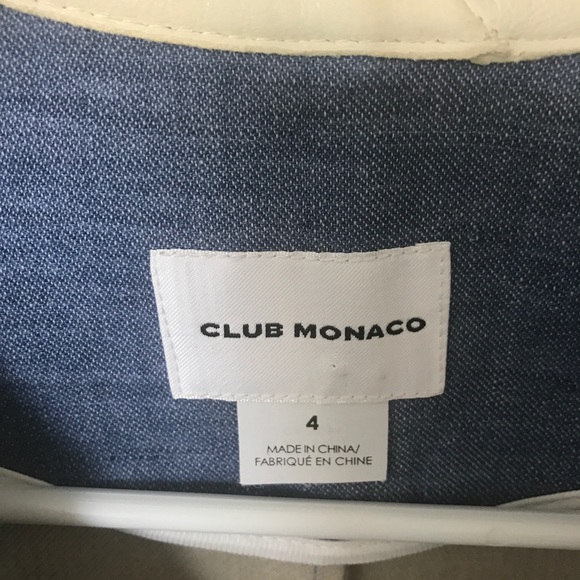 CLUB MONACO
4
MADE IN CHINA/
FABRIQUÉ EN CHINE